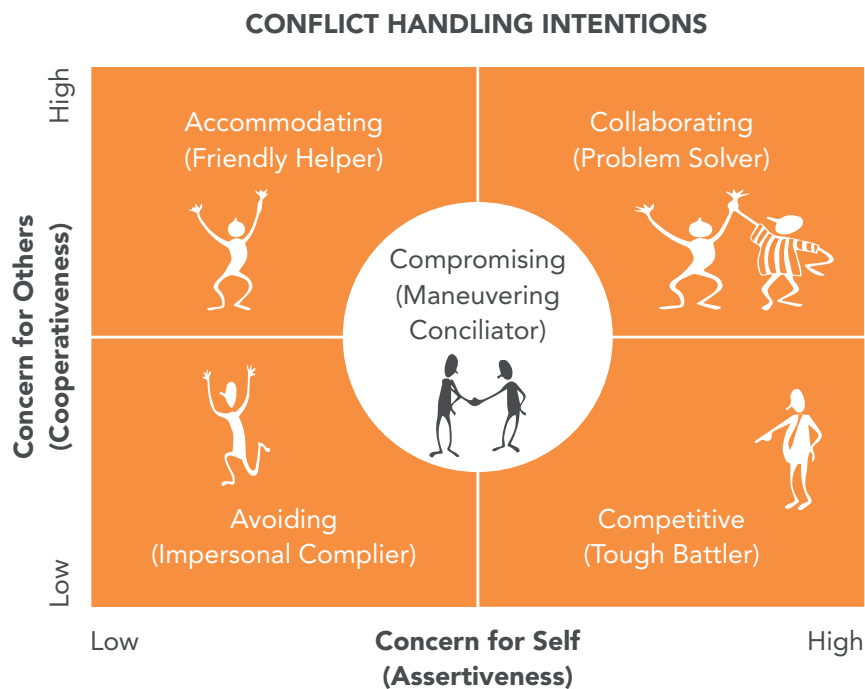 CONFLICT HANDLING INTENTIONS
High
Accommodating
(Friendly Helper)
Collaborating
(Problem Solver)
Concern for Others
(Cooperativeness)
Compromising
(Maneuvering
Conciliator)
Avoiding
(Impersonal Complier)
Competitive
(Tough Battler)
Low
Low
Concern for Self
(Assertiveness)
High